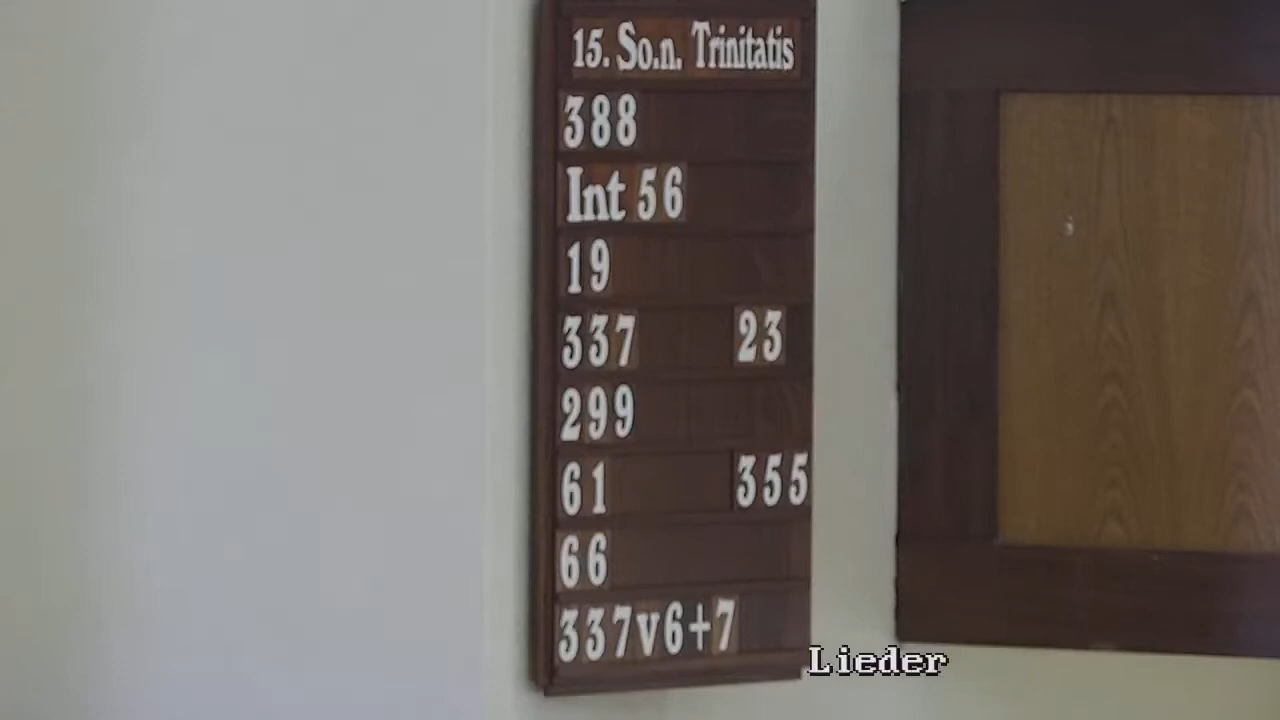 15. So.n. Trinitatis
388
Int 56
19
337 23
299
61 355
66
337v6+7
Lieder